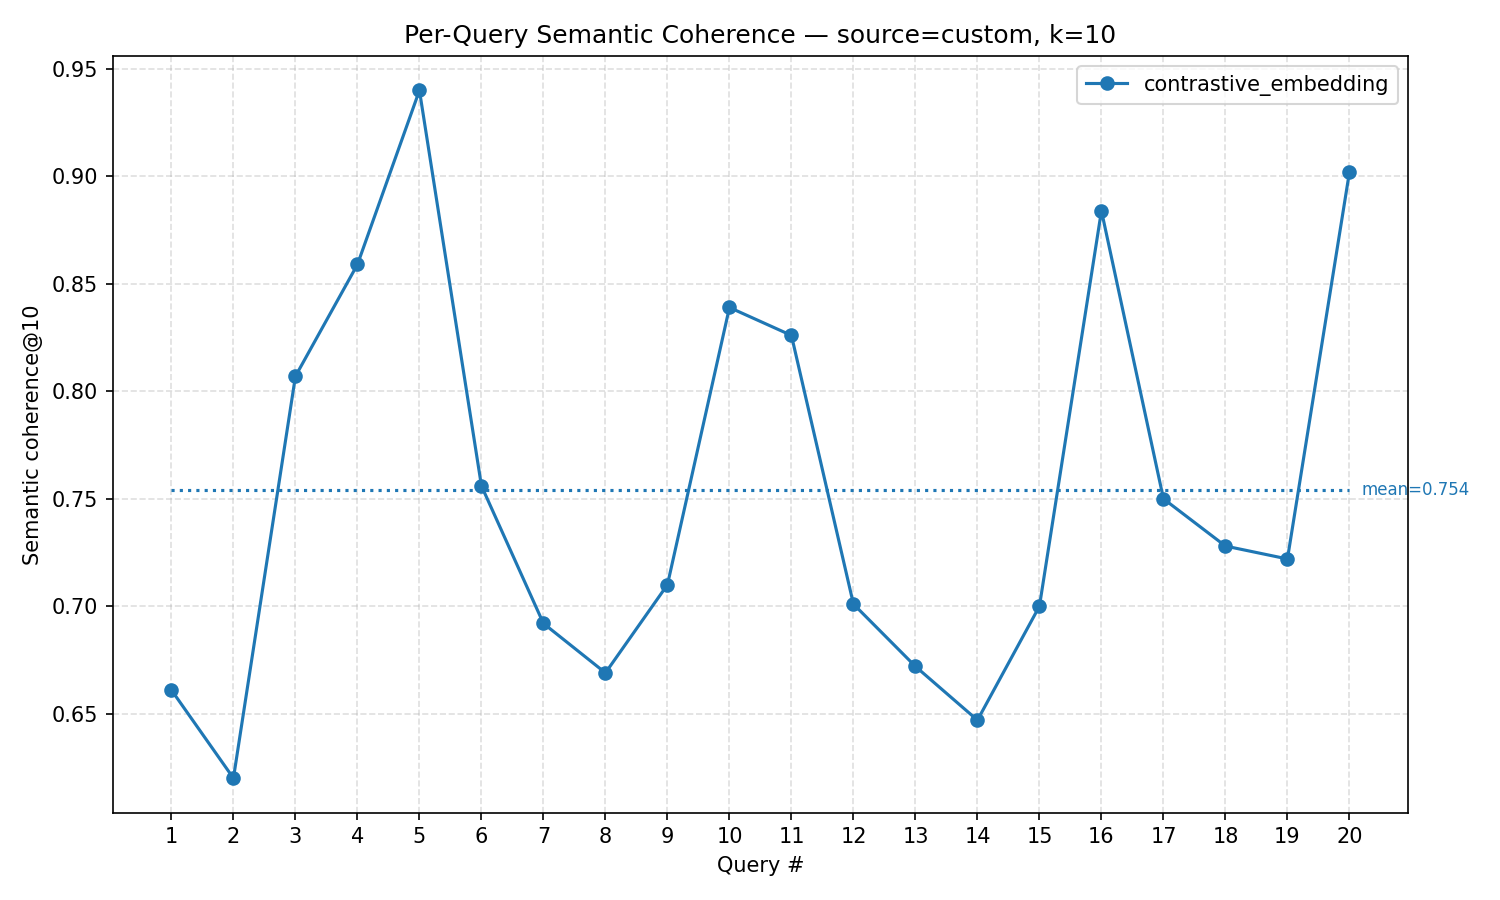 Per-Query Semantic Coherence — source=custom, k=10
contrastive_embedding
Semantic coherence@10
0.95
0.90
0.85
0.80
0.75
0.70
0.65
mean=0.754
1 2 3 4 5 6 7 8 9 10 11 12 13 14 15 16 17 18 19 20
Query #